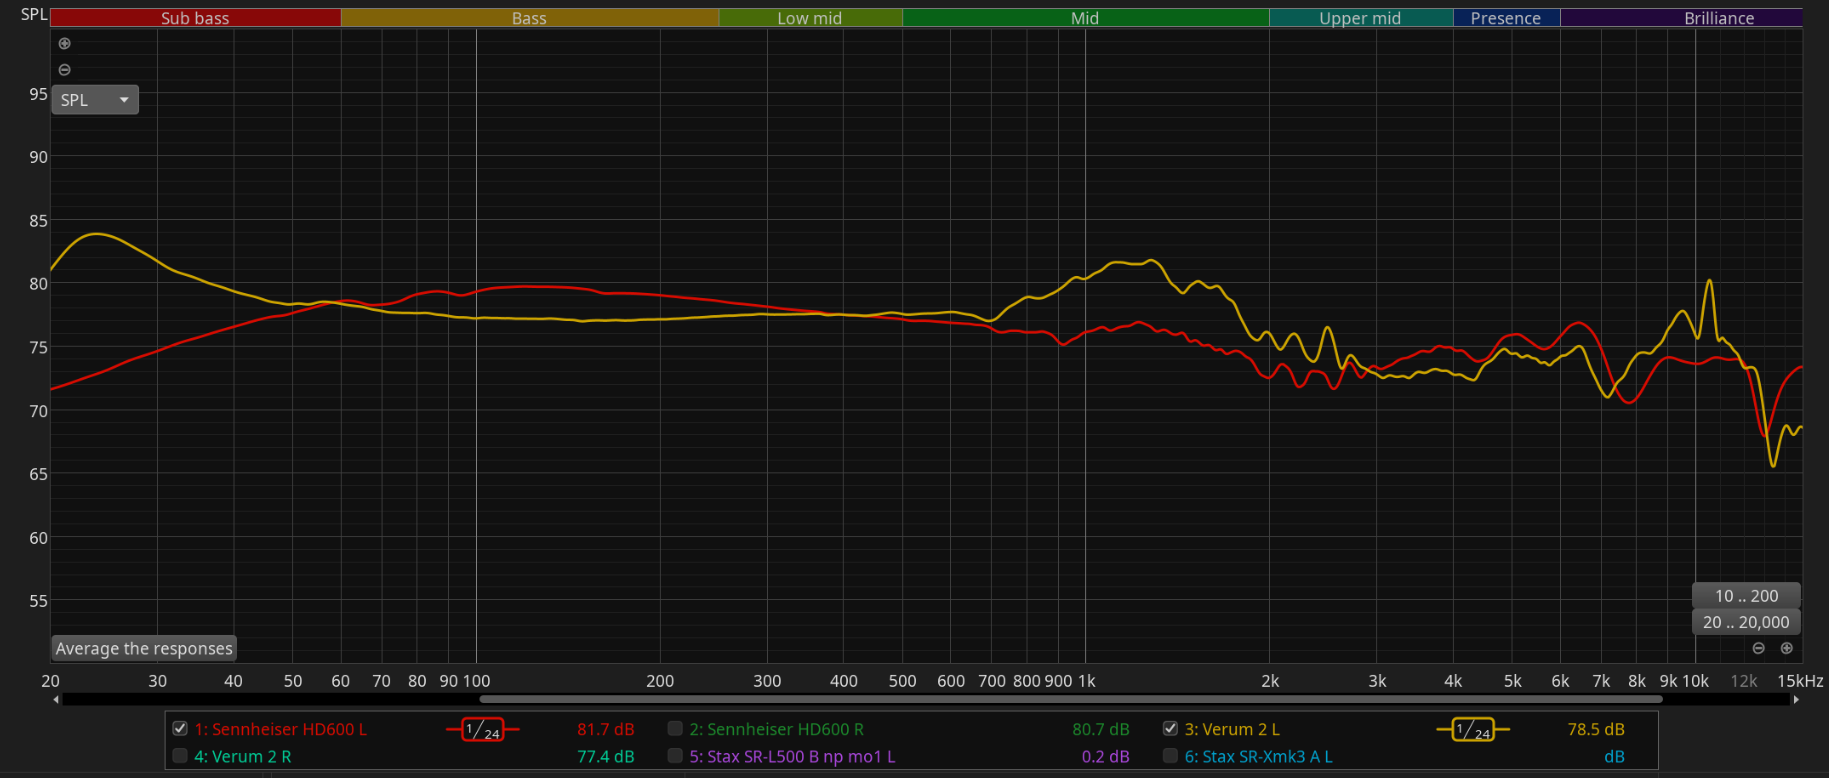 SPL Sub bass Bass Low mid Mid Upper mid Presence Brilliance
95
SPL
90
85
80
75
70
65
60
55
10 .. 200
20 .. 20,000
Average the responses
20 30 40 50 60 70 80 90 100 200 300 400 500 600 700 800 900 1k 2k 3k 4k 5k 6k 7k 8k 9k 10k 12k 15kHz
1: Sennheiser HD600 L 1/24 81.7 dB 2: Sennheiser HD600 R 80.7 dB 3: Verum 2 L 1/24 78.5 dB
4: Verum 2 R 77.4 dB 5: Stax SR-L500 B np mo1 L 0.2 dB 6: Stax SR-Xmk3 A L dB